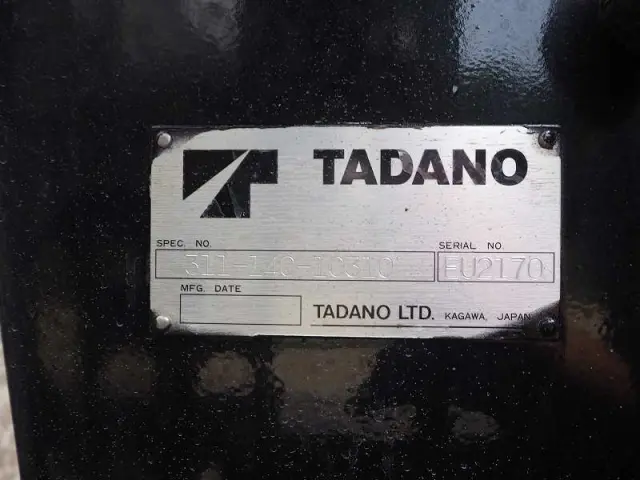 TADANO
SPEC. NO. SERIAL NO.
311-140-10310 FU2170
MFG. DATE
TADANO LTD. KAGAWA, JAPAN